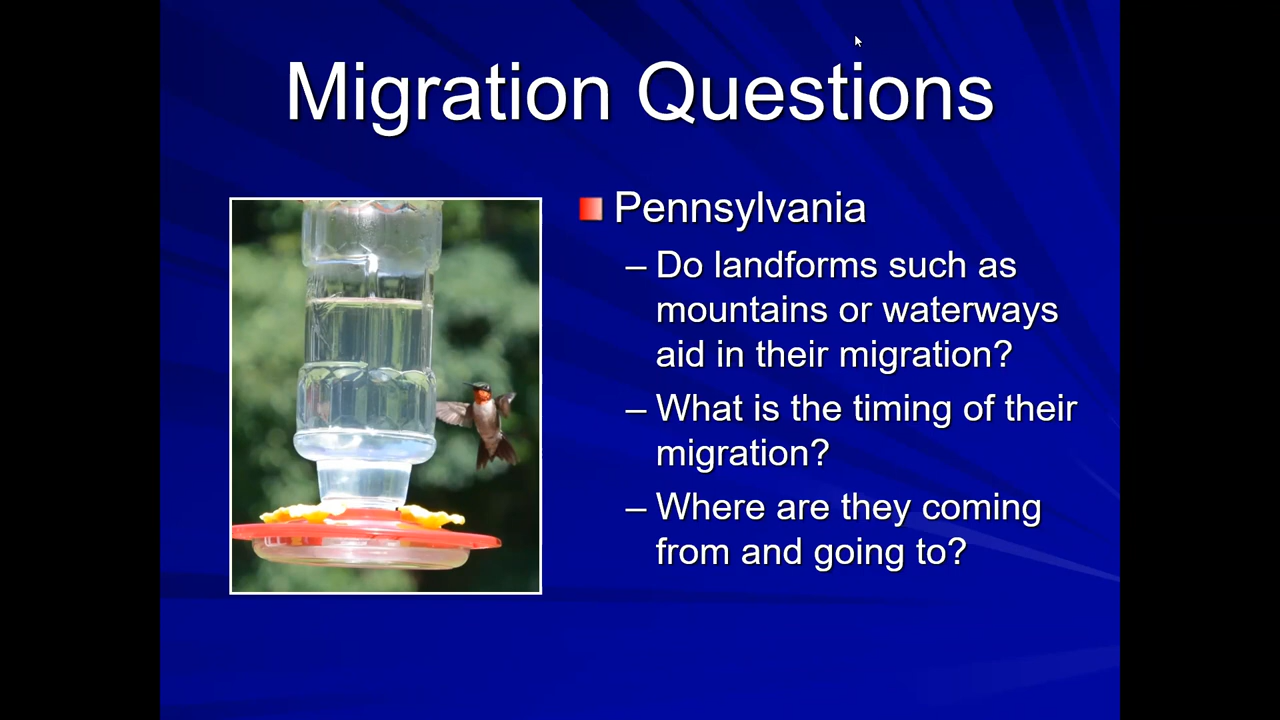 Migration Questions
Pennsylvania
– Do landforms such as
mountains or waterways
aid in their migration?
– What is the timing of their
migration?
– Where are they coming
from and going to?